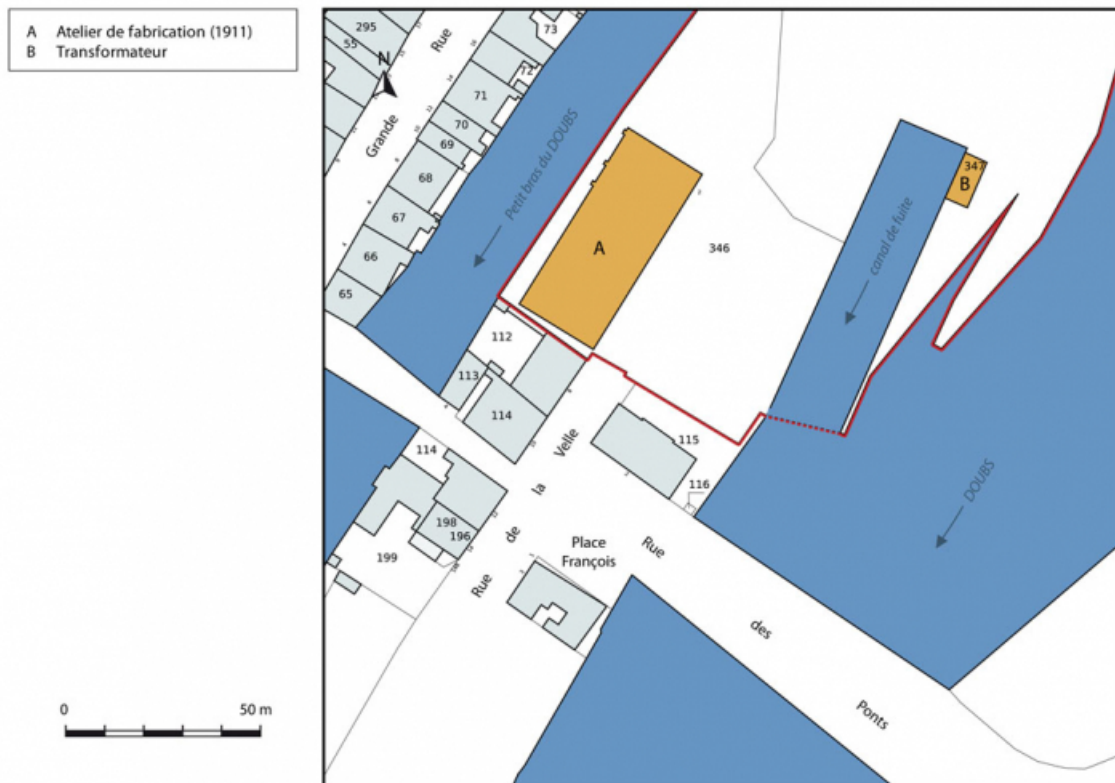 A Atelier de fabrication (1911)
B Transformateur
295
55
N
Rue
Grande
73
72
71
70
69
68
67
66
65
Petit bras du DOUBS
A
346
347
B
canal de fuite
112
113
114
115
116
114
198
196
199
Rue de la Velle
Place
François
Rue des Ponts
DOUBS
0 50 m